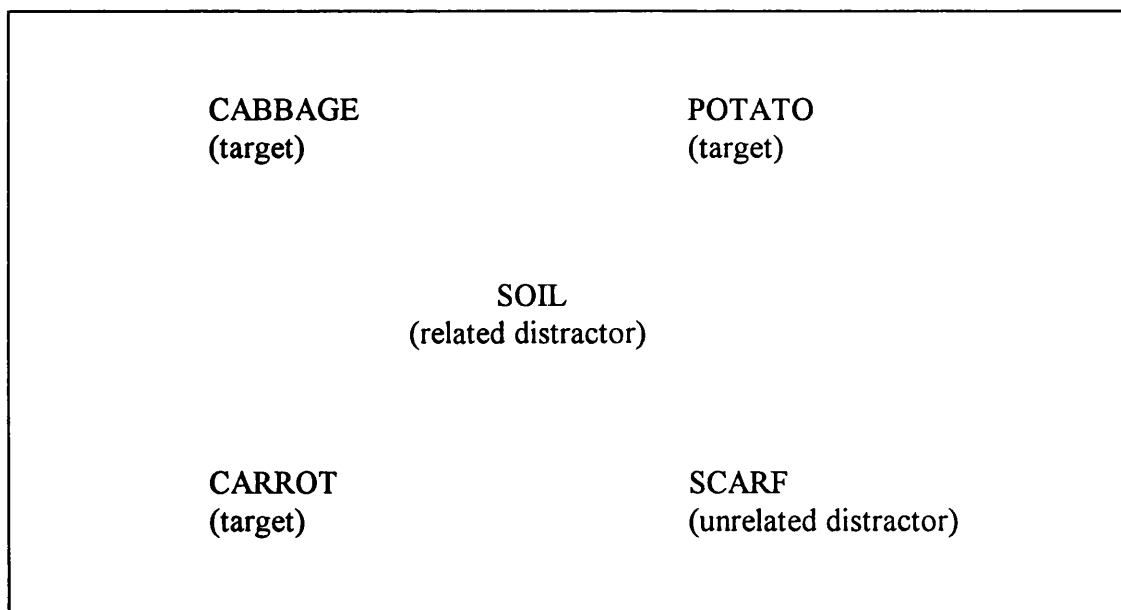 CABBAGE POTATO
(target) (target)
SOIL
(related distractor)
CARROT SCARF
(target) (unrelated distractor)